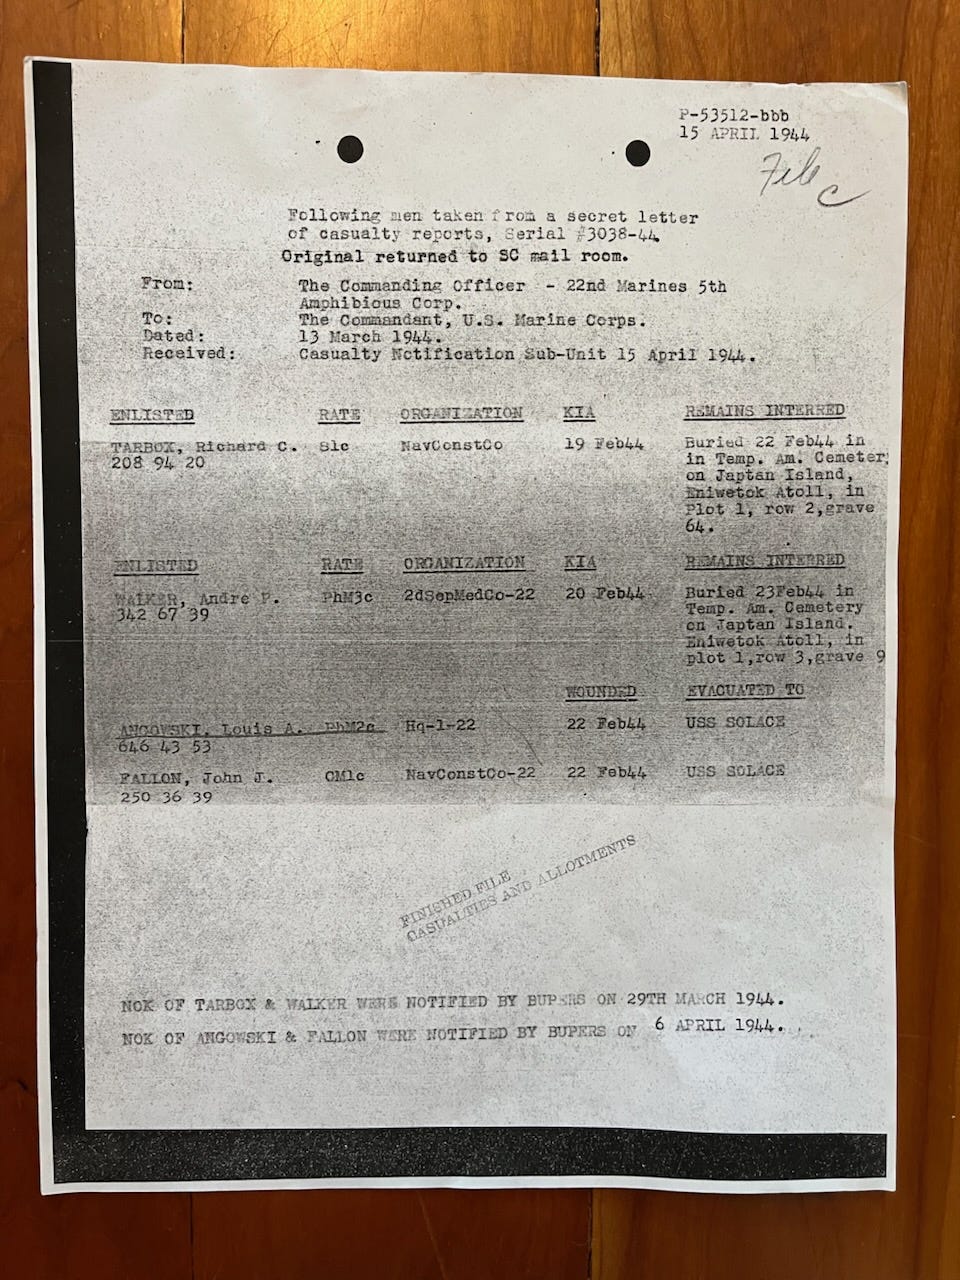 P-53512-bbb
15 APRIL 1944
File
C
Following men taken from a secret letter
of casualty reports, Serial #3038-44
Original returned to SC mail room.
From: The Commanding Officer - 22nd Marines 5th
Amphibious Corp.
To: The Commandant, U.S. Marine Corps.
Dated: 13 March 1944.
Received: Casualty Notification Sub-Unit 15 April 1944.
ENLISTED RATE ORGANIZATION KIA REMAINS INTERRED
TARBOX, Richard C. S1c NavConstCo 19 Feb44 Buried 22 Feb44 in
208 94 20 in Temp. Am. Cemetery
on Japtan Island,
Eniwetok Atoll, in
Plot 1, row 2,grave
64.
ENLISTED RATE ORGANIZATION KIA REMAINS INTERRED
WALKER, Andre P. PhM3c 2dSepMedCo-22 20 Feb44 Buried 23Feb44 in
342 67 39 Temp. Am. Cemetery
on Japtan Island.
Eniwetok Atoll, in
plot 1,row 3,grave 9
WOUNDED EVACUATED TO
ANGOWSKI, Louis A. PhM2c Hq-1-22 22 Feb44 USS SOLACE
646 43 53
FALLON, John J. CM1c NavConstCo-22 22 Feb44 USS SOLACE
250 36 39
FINISHED FILE
CASUALTIES AND ALLOTMENTS
NOK OF TARBOX & WALKER WERE NOTIFIED BY BUPERS ON 29TH MARCH 1944.
NOK OF ANGOWSKI & FALLON WERE NOTIFIED BY BUPERS ON 6 APRIL 1944.